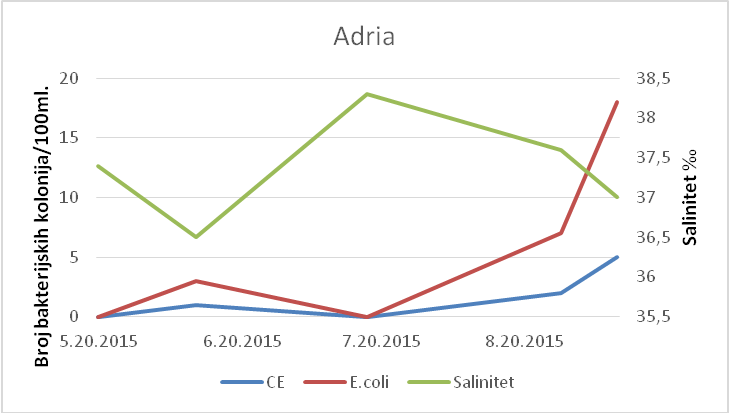 Adria
Broj bakterijskih kolonija/100ml.
20
15
10
5
0
38,5
38
37,5
37
36,5
36
35,5
Salinitet ‰
5.20.2015 6.20.2015 7.20.2015 8.20.2015
CE E.coli Salinitet